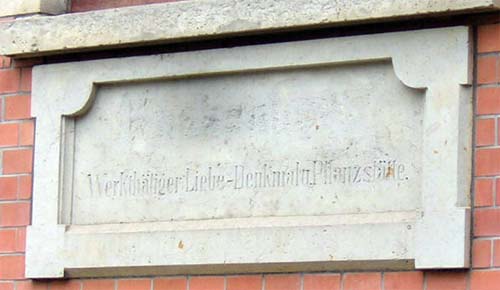 Werkthätiger Liebe-Denkmal u. Pflanzstätte.